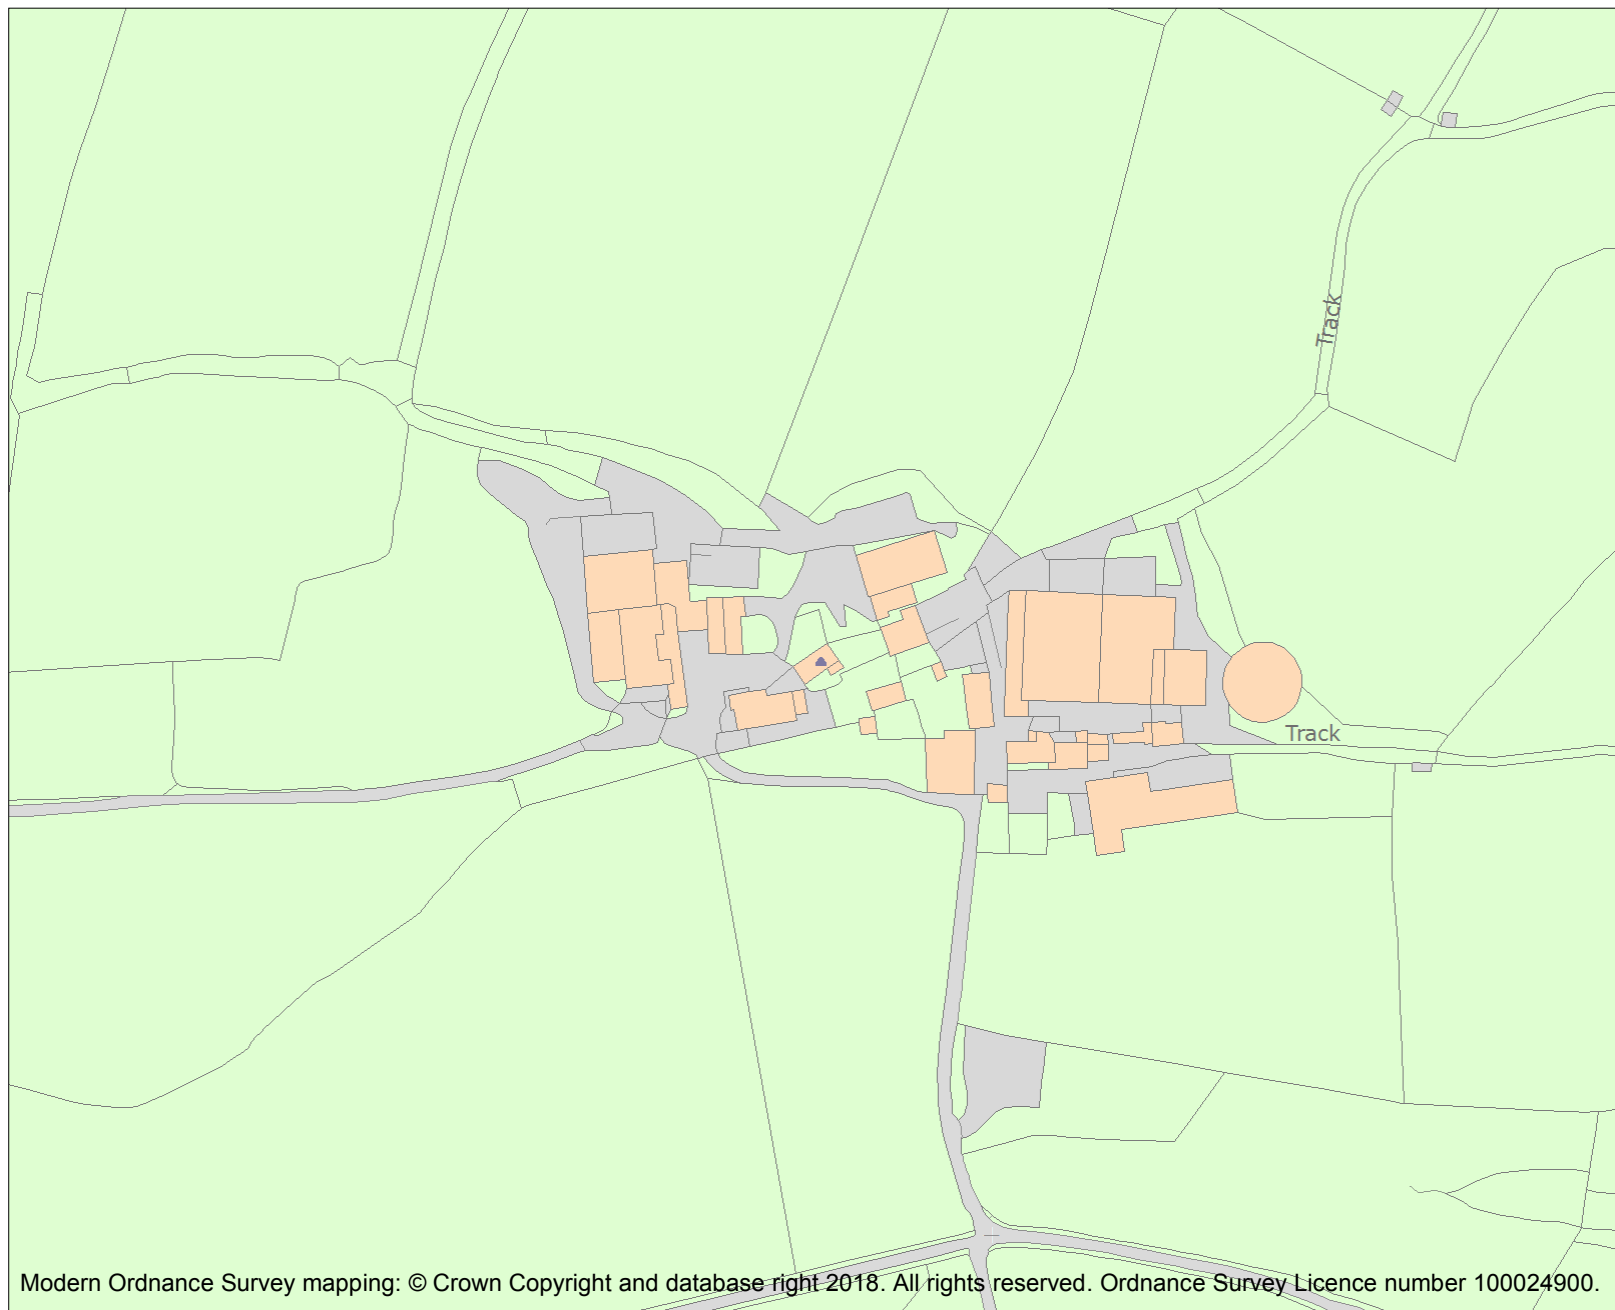 Track
Track
Modern Ordnance Survey mapping: © Crown Copyright and database right 2018. All rights reserved. Ordnance Survey Licence number 100024900.